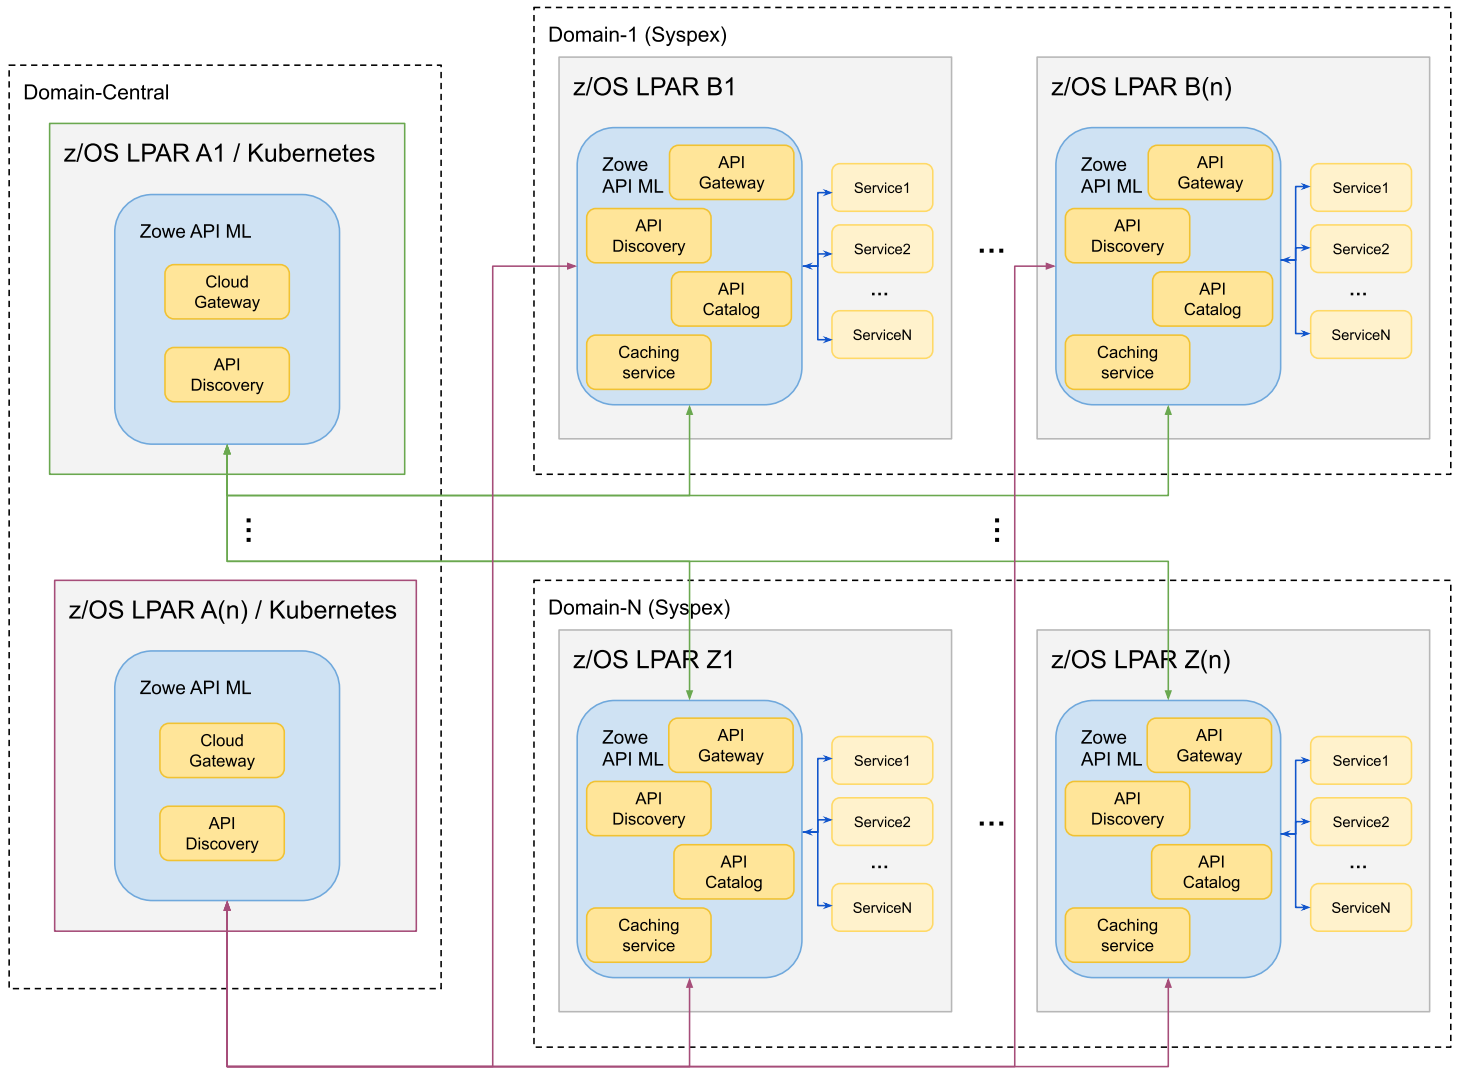 Domain-Central
z/OS LPAR A1 / Kubernetes
Zowe API ML
Cloud
Gateway
API
Discovery
⋮
z/OS LPAR A(n) / Kubernetes
Zowe API ML
Cloud
Gateway
API
Discovery
Domain-1 (Syspex)
z/OS LPAR B1
Zowe
API ML
API
Gateway
API
Discovery
API
Catalog
Caching
service
Service1
Service2
...
ServiceN
...
z/OS LPAR B(n)
Zowe
API ML
API
Gateway
API
Discovery
API
Catalog
Caching
service
Service1
Service2
...
ServiceN
⋮
Domain-N (Syspex)
z/OS LPAR Z1
Zowe
API ML
API
Gateway
API
Discovery
API
Catalog
Caching
service
Service1
Service2
...
ServiceN
...
z/OS LPAR Z(n)
Zowe
API ML
API
Gateway
API
Discovery
API
Catalog
Caching
service
Service1
Service2
...
ServiceN